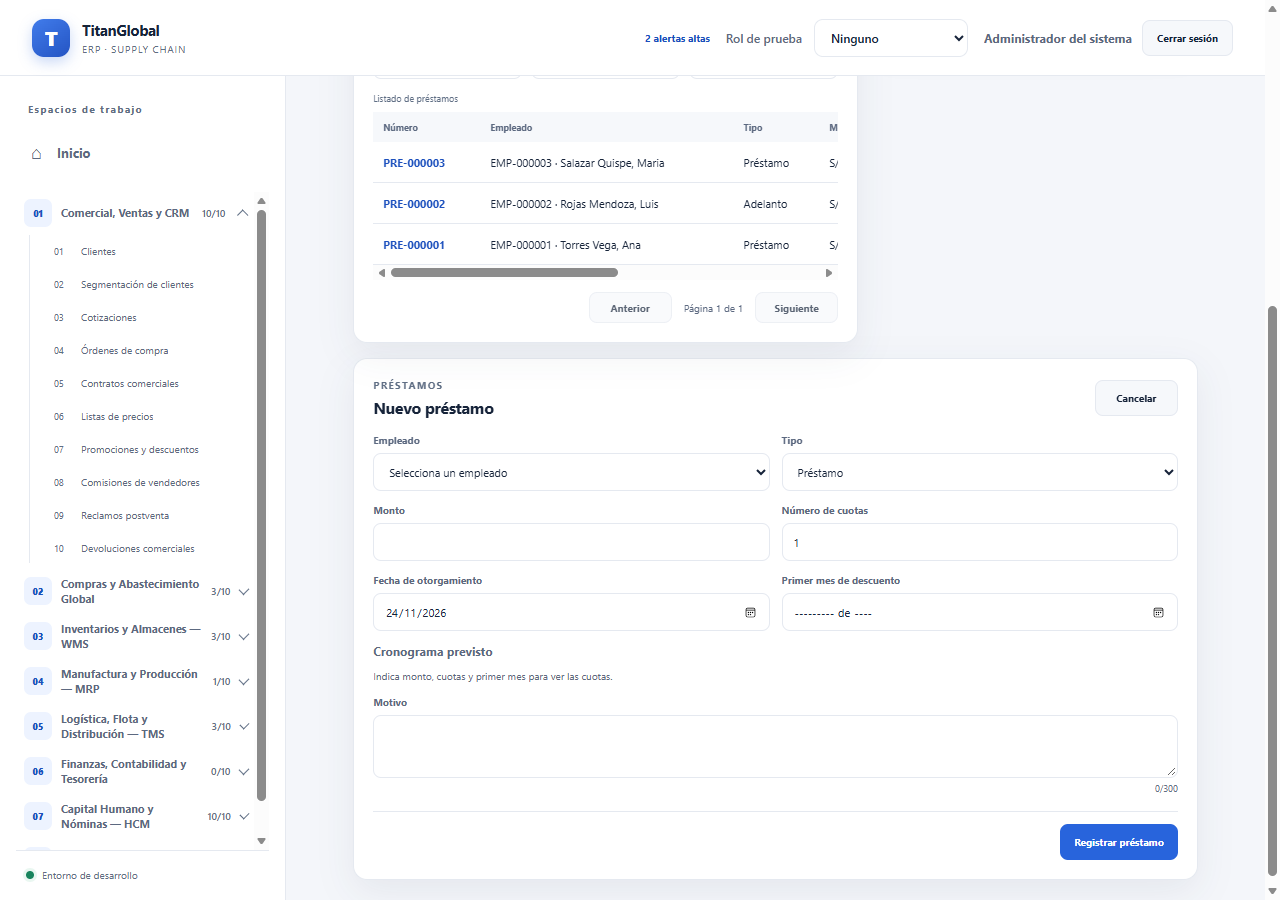 T
TitanGlobal
ERP · SUPPLY CHAIN
2 alertas altas
Rol de prueba
Ninguno
Administrador del sistema
Cerrar sesión
Espacios de trabajo
Inicio
01 Comercial, Ventas y CRM 10/10
01 Clientes
02 Segmentación de clientes
03 Cotizaciones
04 Órdenes de compra
05 Contratos comerciales
06 Listas de precios
07 Promociones y descuentos
08 Comisiones de vendedores
09 Reclamos postventa
10 Devoluciones comerciales
02 Compras y Abastecimiento
Global 3/10
03 Inventarios y Almacenes —
WMS 3/10
04 Manufactura y Producción
— MRP 1/10
05 Logística, Flota y
Distribución — TMS 3/10
06 Finanzas, Contabilidad y
Tesorería 0/10
07 Capital Humano y
Nóminas — HCM 10/10
Entorno de desarrollo
Listado de préstamos
Número Empleado Tipo M
PRE-000003 EMP-000003 · Salazar Quispe, Maria Préstamo S/
PRE-000002 EMP-000002 · Rojas Mendoza, Luis Adelanto S/
PRE-000001 EMP-000001 · Torres Vega, Ana Préstamo S/
Anterior Página 1 de 1 Siguiente
PRÉSTAMOS
Nuevo préstamo
Cancelar
Empleado Tipo
Selecciona un empleado Préstamo
Monto Número de cuotas
1
Fecha de otorgamiento Primer mes de descuento
24/11/2026 --------- de ----
Cronograma previsto
Indica monto, cuotas y primer mes para ver las cuotas.
Motivo
0/300
Registrar préstamo